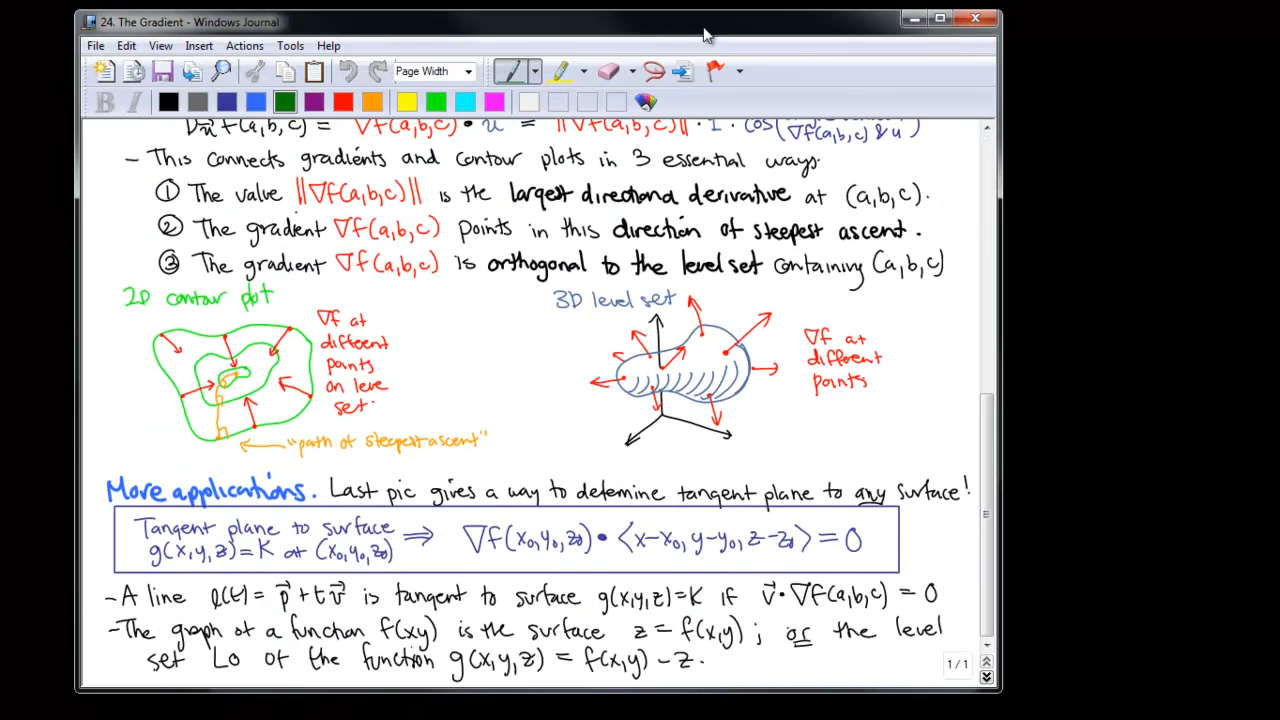 24. The Gradient - Windows Journal
File Edit View Insert Actions Tools Help
Page Width
B I
D_u⃗ f(a,b,c) = ∇f(a,b,c) • u = ||∇f(a,b,c)|| · 1 · cos(
∇f(a,b,c) & u)
- This connects gradients and contour plots in 3 essential ways.
① The value ||∇f(a,b,c)|| is the largest directional derivative at (a,b,c).
② The gradient ∇f(a,b,c) points in this direction of steepest ascent.
③ The gradient ∇f(a,b,c) is orthogonal to the level set containing (a,b,c)
2D contour plot
∇f at
different
points
on leve
set.
"path of steepest ascent"
3D level set
∇f at
different
points
More applications. Last pic gives a way to detemine tangent plane to any surface!
Tangent plane to surface
g(x,y,z)=K at (x0,y0,z0)
⇒ ∇f(x0,y0,z0) • ⟨x-x0, y-y0, z-z0⟩ = 0
- A line l(t) = p⃗ + t v⃗ is tangent to surface g(x,y,z)=K if v⃗ • ∇f(a,b,c) = 0
- The graph of a function f(x,y) is the surface z = f(x,y) ; or the level
set L0 of the function g(x,y,z) = f(x,y) - z.
1 / 1